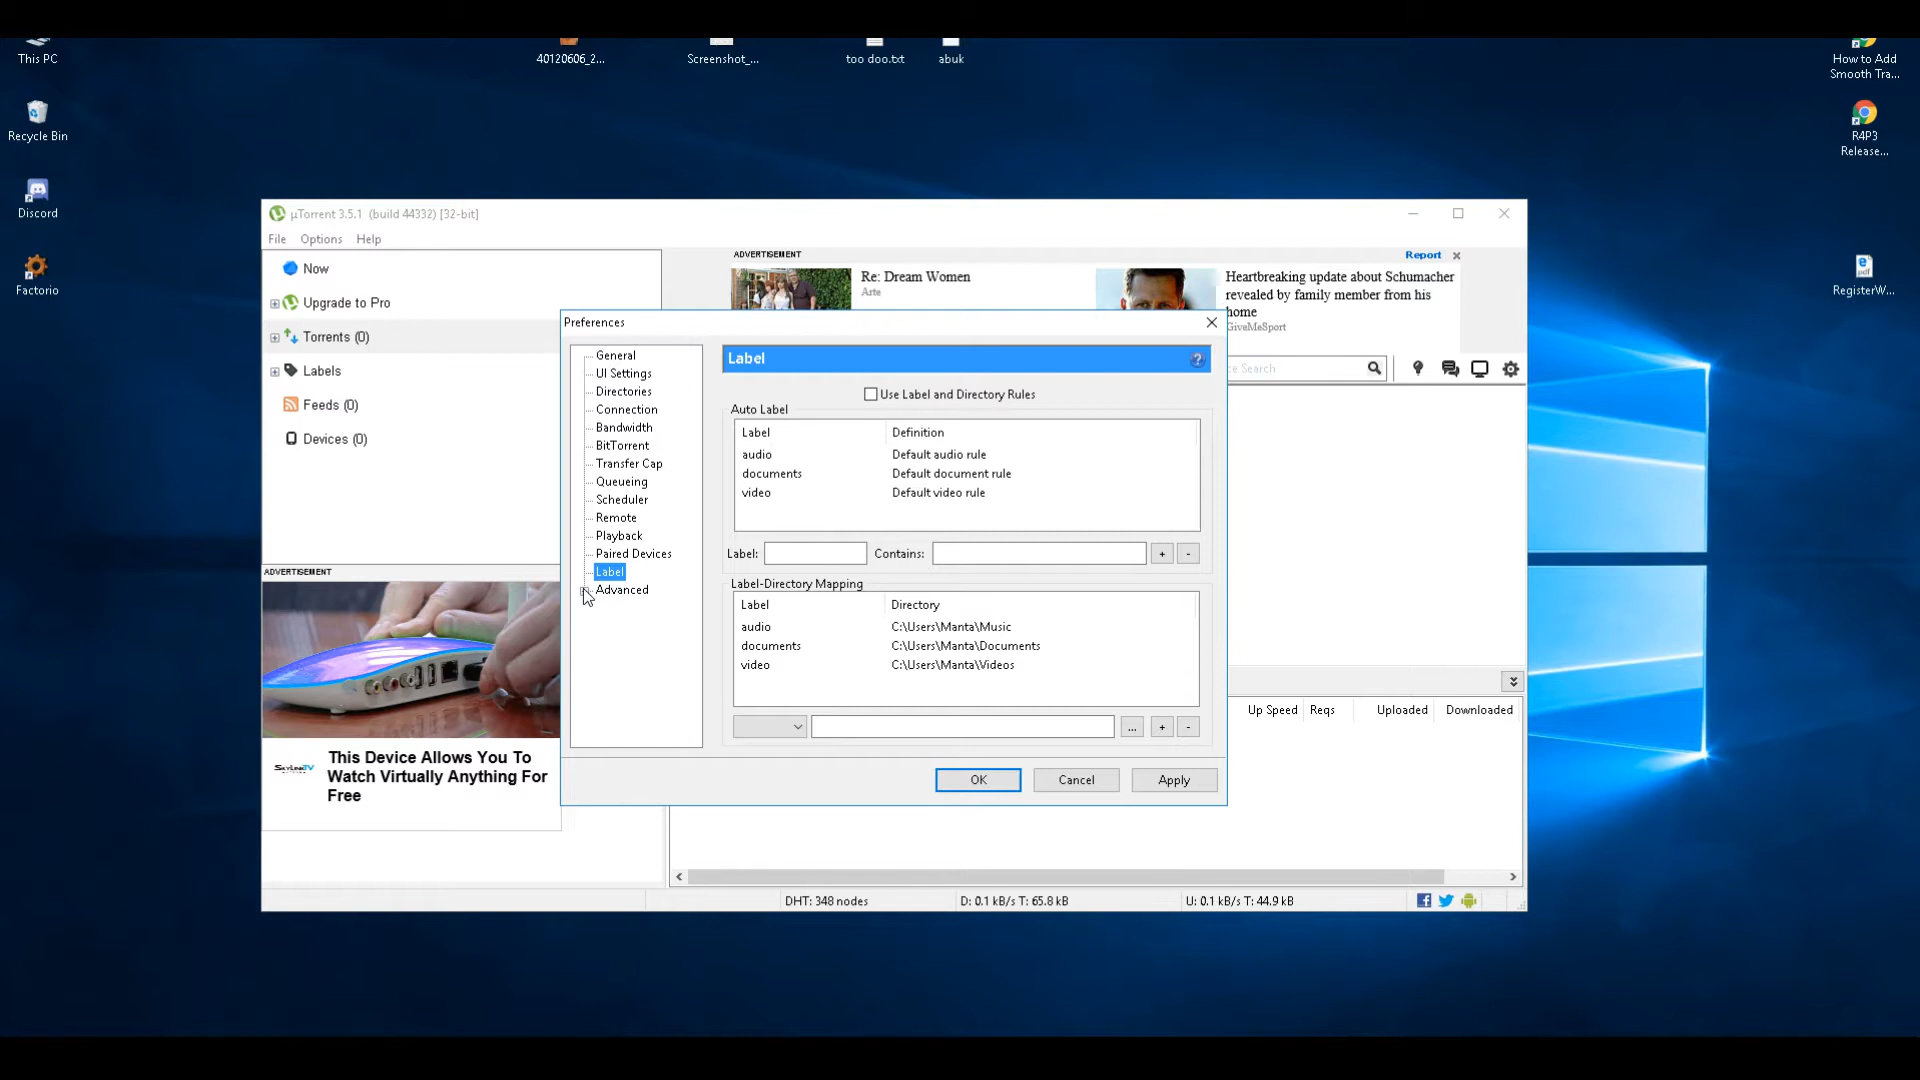 This PC
40120606_2...
Screenshot_...
too doo.txt
abuk
How to Add
Smooth Tra...
Recycle Bin
R4P3
Release...
Discord
Factorio
RegisterW...
µTorrent 3.5.1 (build 44332) [32-bit]
File Options Help
Now
Upgrade to Pro
Torrents (0)
Labels
Feeds (0)
Devices (0)
ADVERTISEMENT
Report
Re: Dream Women
Arte
Heartbreaking update about Schumacher
revealed by family member from his
home
GiveMeSport
ce Search
Preferences
General
UI Settings
Directories
Connection
Bandwidth
BitTorrent
Transfer Cap
Queueing
Scheduler
Remote
Playback
Paired Devices
Label
Advanced
Label
?
Use Label and Directory Rules
Auto Label
Label Definition
audio Default audio rule
documents Default document rule
video Default video rule
Label: Contains: + -
Label-Directory Mapping
Label Directory
audio C:\Users\Manta\Music
documents C:\Users\Manta\Documents
video C:\Users\Manta\Videos
... + -
OK Cancel Apply
ADVERTISEMENT
SkyLinkTV
This Device Allows You To
Watch Virtually Anything For
Free
Up Speed Reqs Uploaded Downloaded
DHT: 348 nodes D: 0.1 kB/s T: 65.8 kB U: 0.1 kB/s T: 44.9 kB